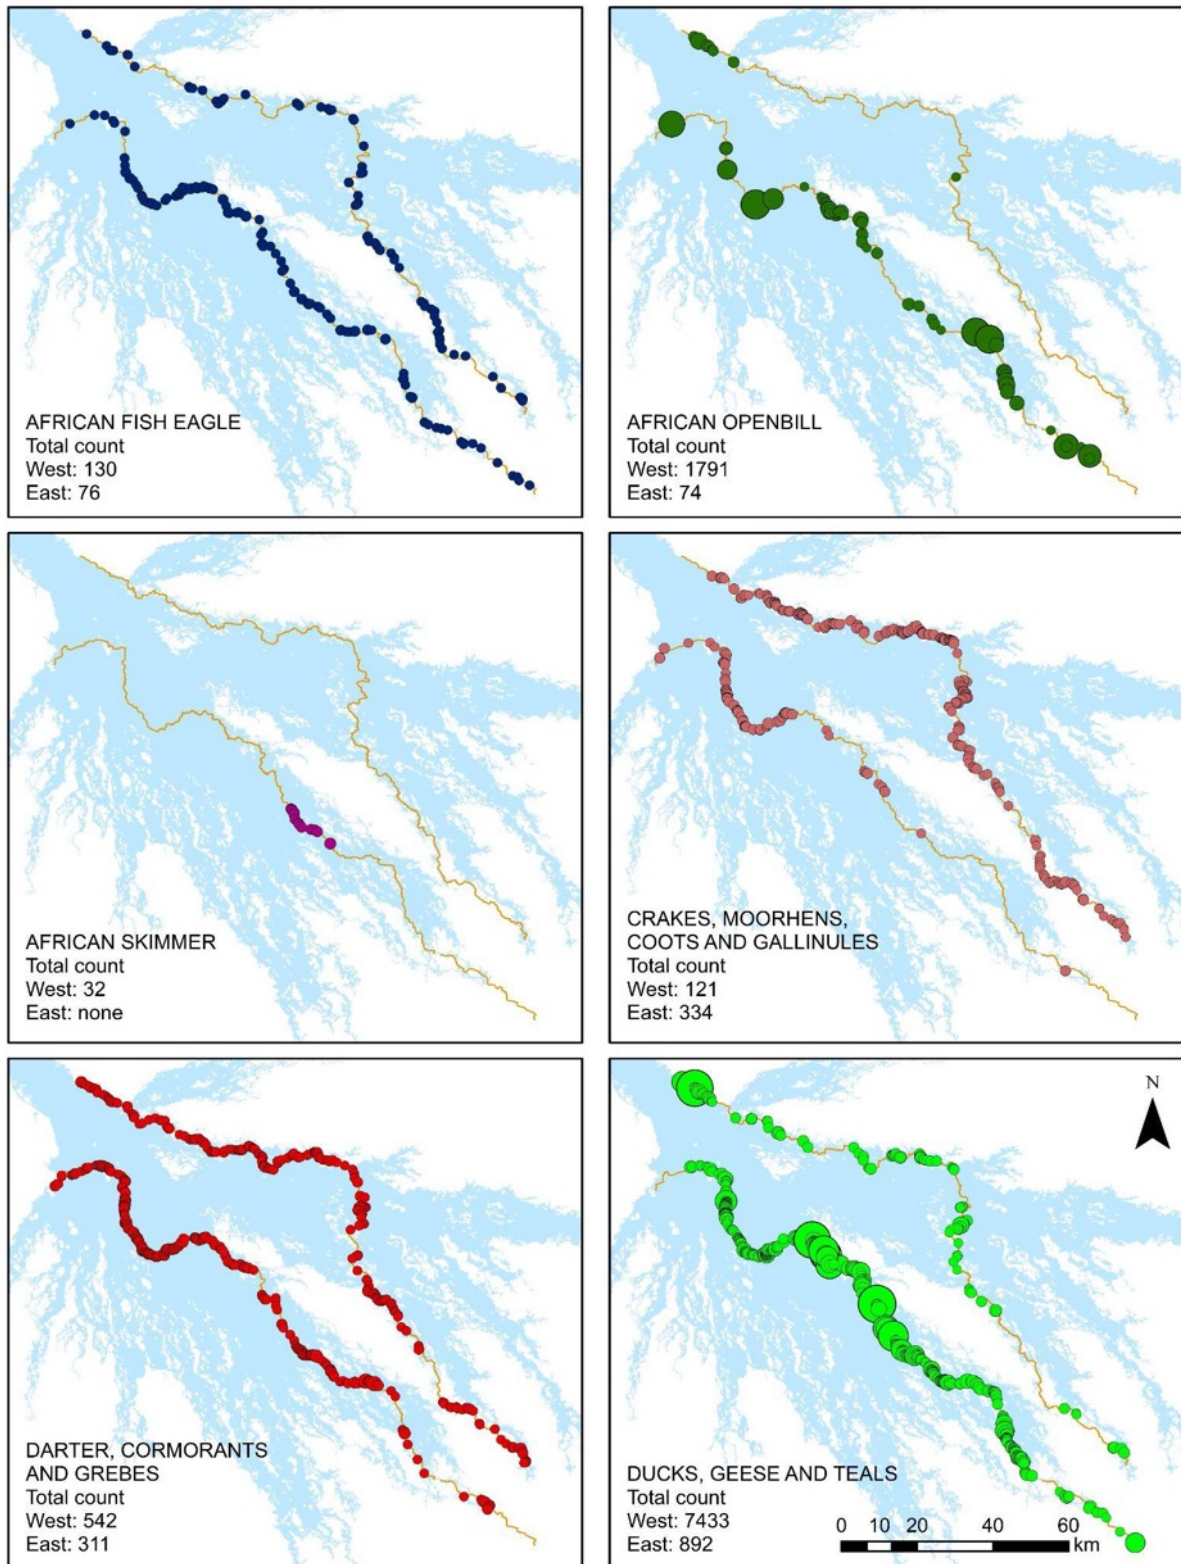 AFRICAN FISH EAGLE
Total count
West: 130
East: 76
AFRICAN OPENBILL
Total count
West: 1791
East: 74
AFRICAN SKIMMER
Total count
West: 32
East: none
CRAKES, MOORHENS,
COOTS AND GALLINULES
Total count
West: 121
East: 334
DARTER, CORMORANTS
AND GREBES
Total count
West: 542
East: 311
N
DUCKS, GEESE AND TEALS
Total count
West: 7433
East: 892
0 10 20 40 60
km